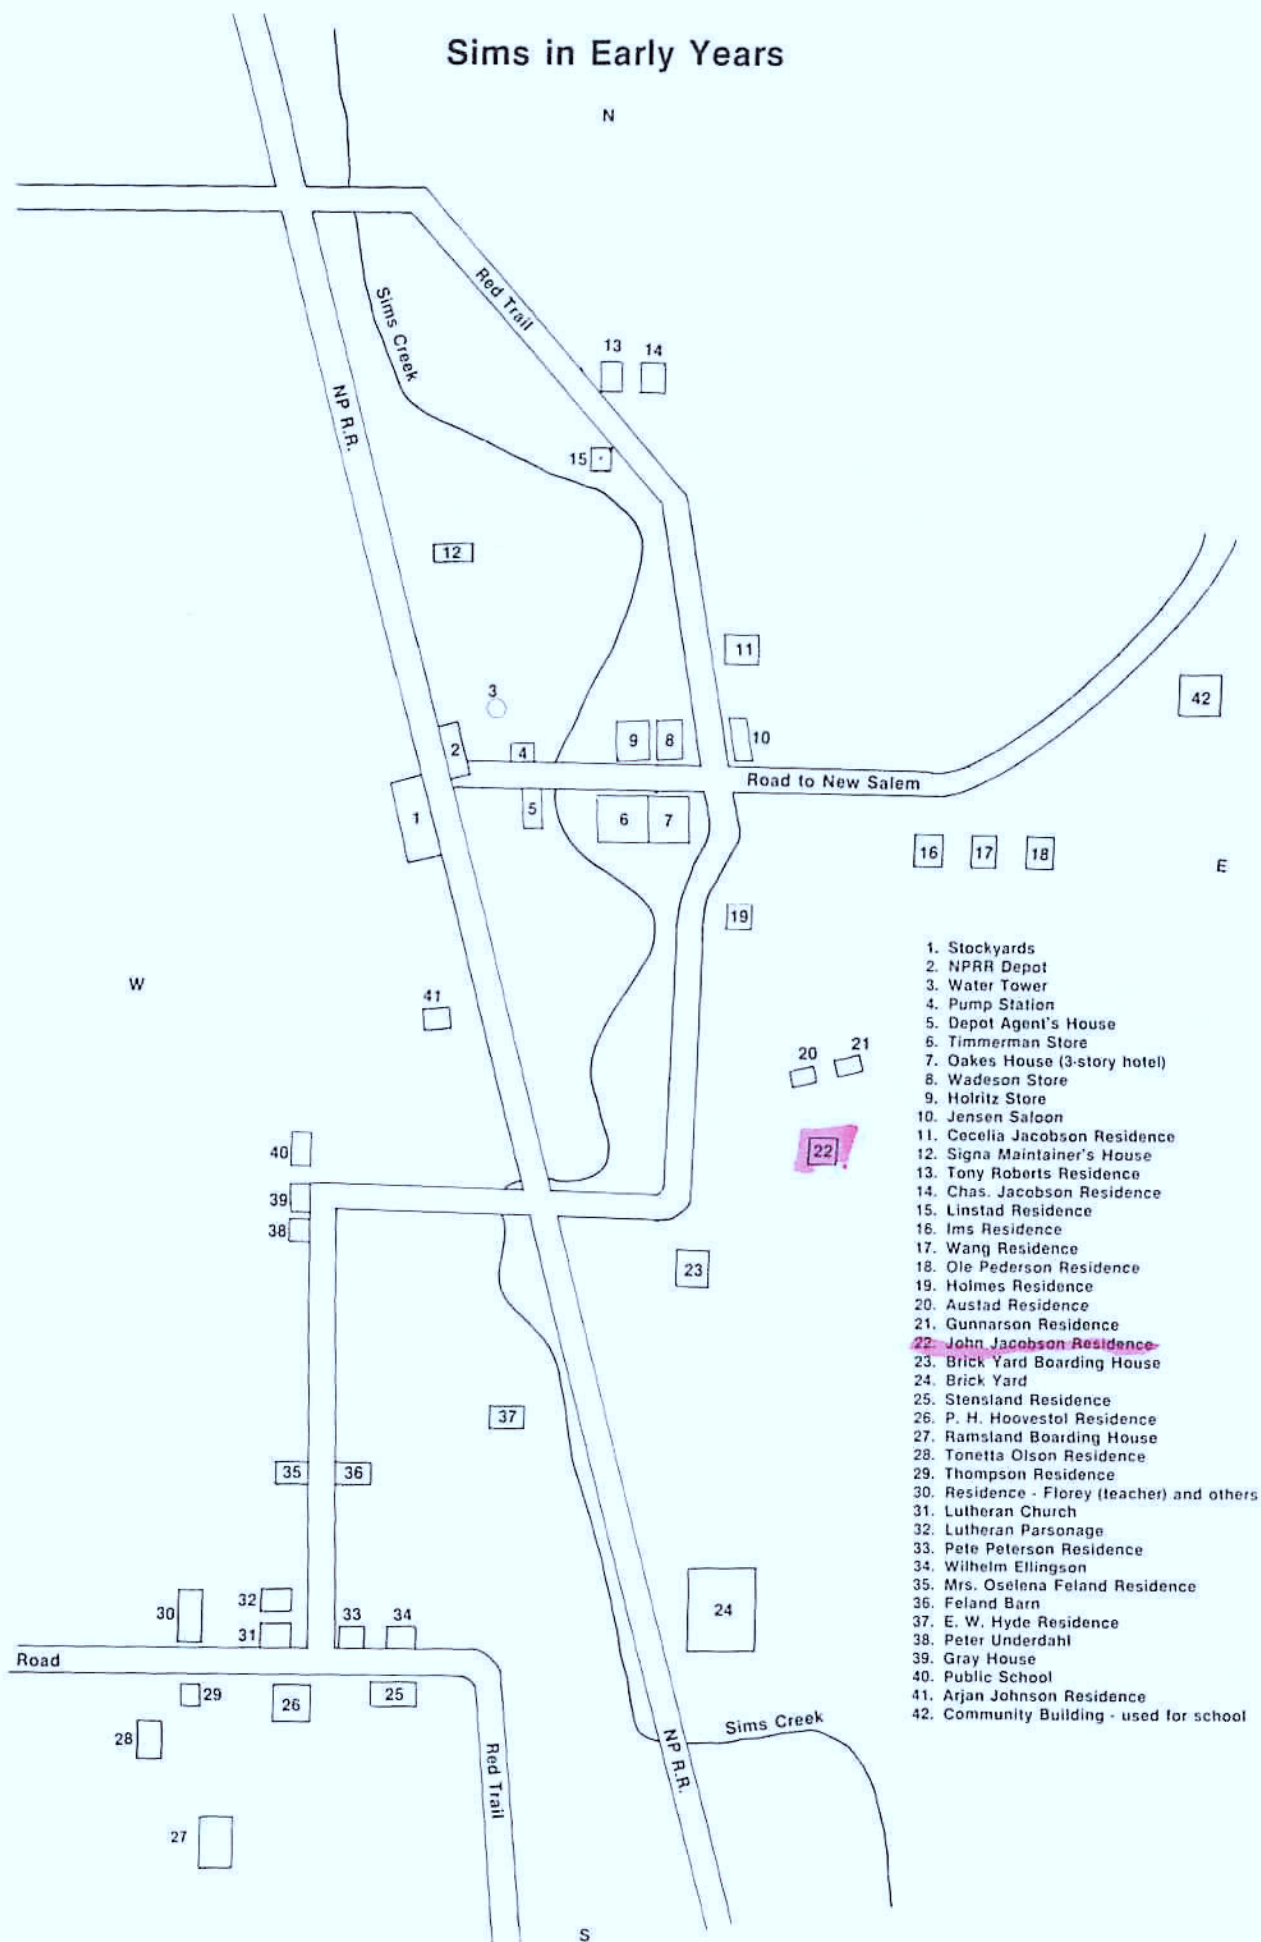 Sims in Early Years
N
Red Trail
Sims Creek
NP R.R.
13 14
15
12
11
3
42
2
4
9 8
10
Road to New Salem
1
5
6 7
16 17 18
E
19
W
41
20 21
40
22
39
38
23
37
35 36
32
30
31
33 34
24
Road
29
26
25
28
Sims Creek
NP R.R.
Red Trail
27
S
1. Stockyards
2. NPRR Depot
3. Water Tower
4. Pump Station
5. Depot Agent's House
6. Timmerman Store
7. Oakes House (3-story hotel)
8. Wadeson Store
9. Holritz Store
10. Jensen Saloon
11. Cecelia Jacobson Residence
12. Signa Maintainer's House
13. Tony Roberts Residence
14. Chas. Jacobson Residence
15. Linstad Residence
16. Ims Residence
17. Wang Residence
18. Ole Pederson Residence
19. Holmes Residence
20. Austad Residence
21. Gunnarson Residence
22. John Jacobson Residence
23. Brick Yard Boarding House
24. Brick Yard
25. Stensland Residence
26. P. H. Hoovestol Residence
27. Ramsland Boarding House
28. Tonetta Olson Residence
29. Thompson Residence
30. Residence - Florey (teacher) and others
31. Lutheran Church
32. Lutheran Parsonage
33. Pete Peterson Residence
34. Wilhelm Ellingson
35. Mrs. Oselena Feland Residence
36. Feland Barn
37. E. W. Hyde Residence
38. Peter Underdahl
39. Gray House
40. Public School
41. Arjan Johnson Residence
42. Community Building - used for school